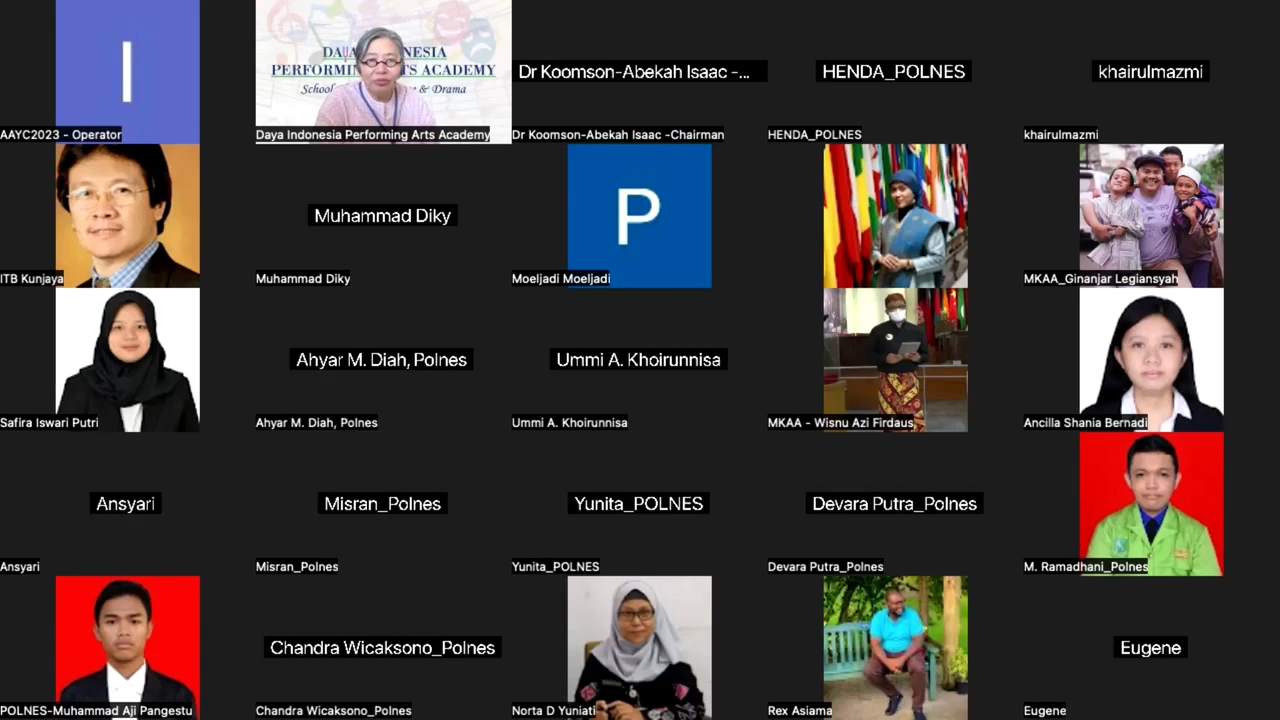 I
DAYA INDONESIA
PERFORMING ARTS ACADEMY
Dr Koomson-Abekah Isaac -...
HENDA_POLNES
khairulmazmi
AAYC2023 - Operator
Daya Indonesia Performing Arts Academy
Dr Koomson-Abekah Isaac -Chairman
HENDA_POLNES
khairulmazmi
Muhammad Diky
P
ITB Kunjaya
Muhammad Diky
Moeljadi Moeljadi
MKAA_Ginanjar Legiansyah
Ahyar M. Diah, Polnes
Ummi A. Khoirunnisa
Safira Iswari Putri
Ahyar M. Diah, Polnes
Ummi A. Khoirunnisa
MKAA - Wisnu Azi Firdaus
Ancilla Shania Bernadi
Ansyari
Misran_Polnes
Yunita_POLNES
Devara Putra_Polnes
Ansyari
Misran_Polnes
Yunita_POLNES
Devara Putra_Polnes
M. Ramadhani_Polnes
Chandra Wicaksono_Polnes
Eugene
POLNES-Muhammad Aji Pangestu
Chandra Wicaksono_Polnes
Norta D Yuniati
Rex Asiama
Eugene